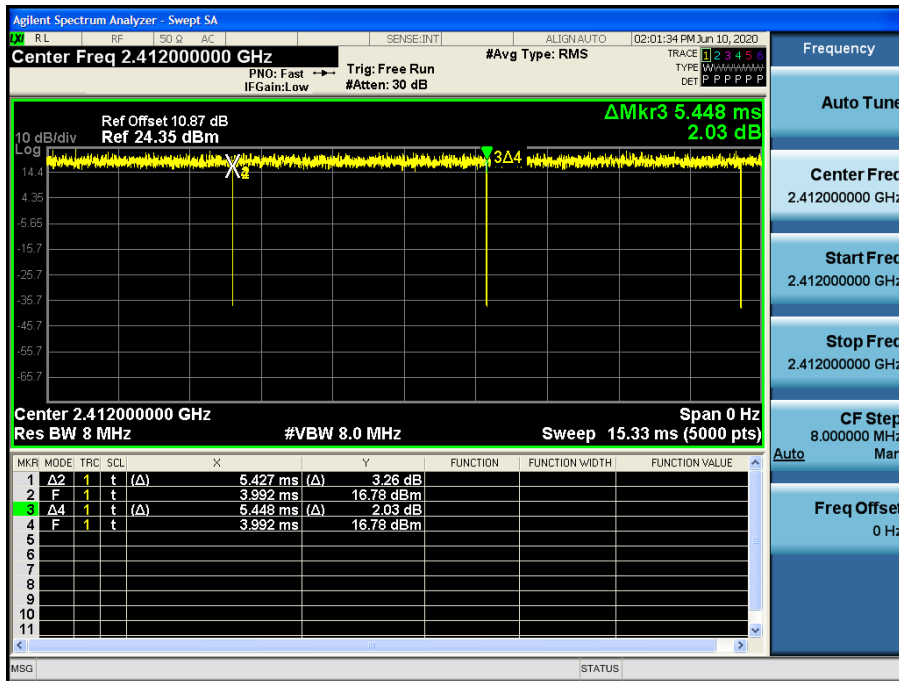 Agilent Spectrum Analyzer - Swept SA
LXI RL RF 50 Ω AC SENSE:INT ALIGN AUTO 02:01:34 PM Jun 10, 2020
Center Freq 2.412000000 GHz
PNO: Fast
IFGain:Low
Trig: Free Run
#Atten: 30 dB
#Avg Type: RMS
TRACE 1 2 3 4 5 6
TYPE WWWWWW
DET P P P P P P
Ref Offset 10.87 dB
10 dB/div Ref 24.35 dBm
Log
ΔMkr3 5.448 ms
2.03 dB
14.4
4.35
-5.65
-15.7
-25.7
-35.7
-45.7
-55.7
-65.7
3Δ4
Center 2.412000000 GHz Span 0 Hz
Res BW 8 MHz #VBW 8.0 MHz Sweep 15.33 ms (5000 pts)
MKR MODE TRC SCL X Y FUNCTION FUNCTION WIDTH FUNCTION VALUE
1 Δ2 1 t (Δ) 5.427 ms (Δ) 3.26 dB
2 F 1 t 3.992 ms 16.78 dBm
3 Δ4 1 t (Δ) 5.448 ms (Δ) 2.03 dB
4 F 1 t 3.992 ms 16.78 dBm
5
6
7
8
9
10
11
MSG STATUS
Frequency
Auto Tune
Center Freq
2.412000000 GHz
Start Freq
2.412000000 GHz
Stop Freq
2.412000000 GHz
CF Step
8.000000 MHz
Auto Man
Freq Offset
0 Hz